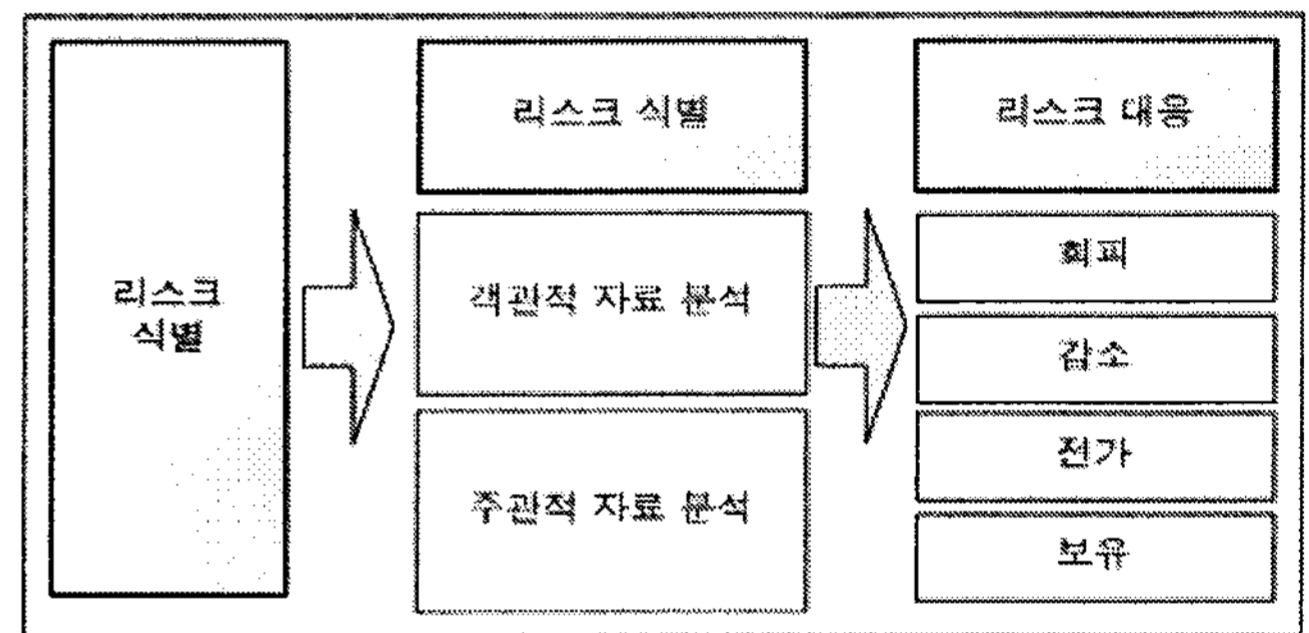 리스크
식별
리스크 식별
객관적 자료 분석
주관적 자료 분석
리스크 대응
회피
감소
전가
보유